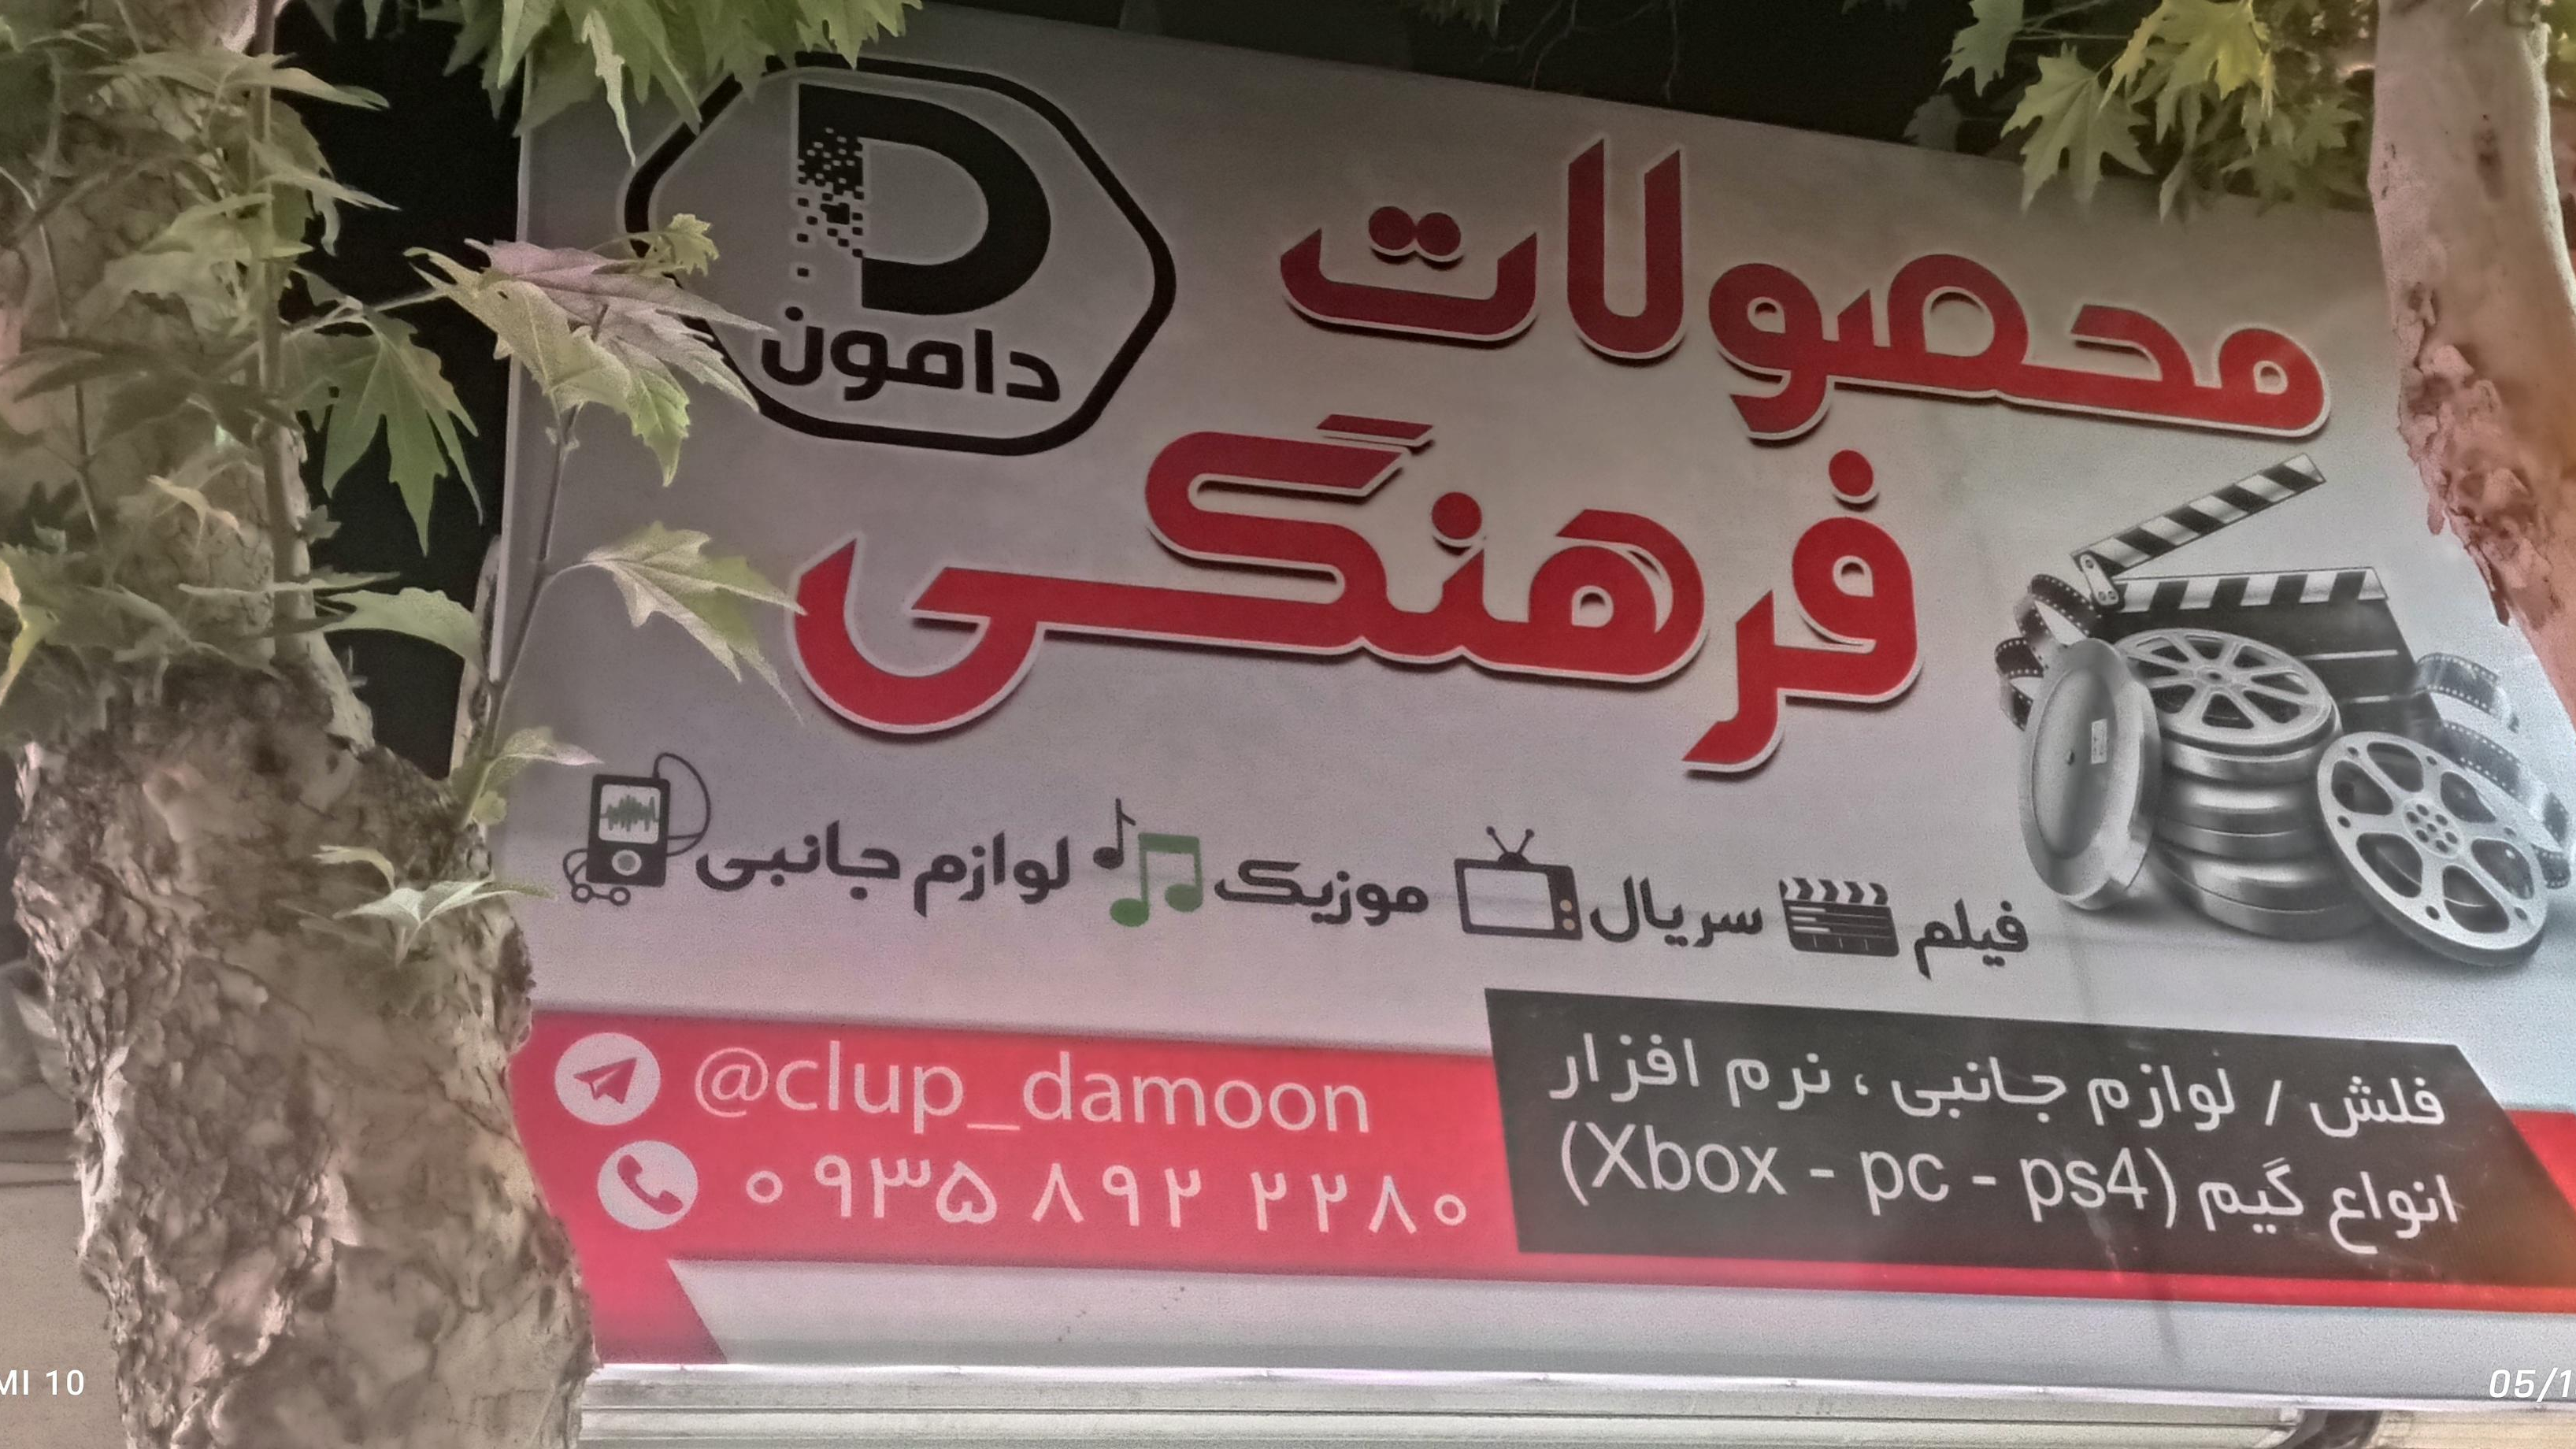 محصولات
فرهنگی
D
دامون
فیلم سریال موزیک لوازم جانبی
فلش / لوازم جانبی ، نرم افزار
انواع گیم (Xbox - pc - ps4)
@clup_damoon
۰۹۳۵ ۸۹۲ ۲۲۸۰
MI 10
05/1